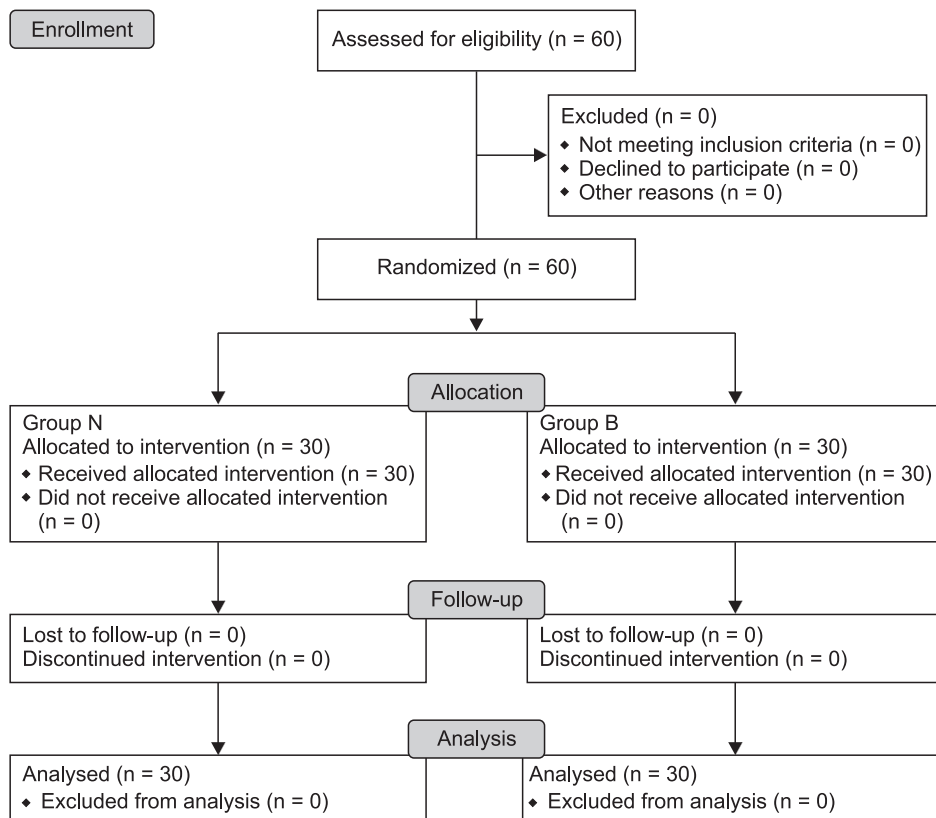 Enrollment
Assessed for eligibility (n = 60)
Excluded (n = 0)
◆ Not meeting inclusion criteria (n = 0)
◆ Declined to participate (n = 0)
◆ Other reasons (n = 0)
Randomized (n = 60)
Allocation
Group N
Allocated to intervention (n = 30)
◆ Received allocated intervention (n = 30)
◆ Did not receive allocated intervention
(n = 0)
Group B
Allocated to intervention (n = 30)
◆ Received allocated intervention (n = 30)
◆ Did not receive allocated intervention
(n = 0)
Follow-up
Lost to follow-up (n = 0)
Discontinued intervention (n = 0)
Lost to follow-up (n = 0)
Discontinued intervention (n = 0)
Analysis
Analysed (n = 30)
◆ Excluded from analysis (n = 0)
Analysed (n = 30)
◆ Excluded from analysis (n = 0)